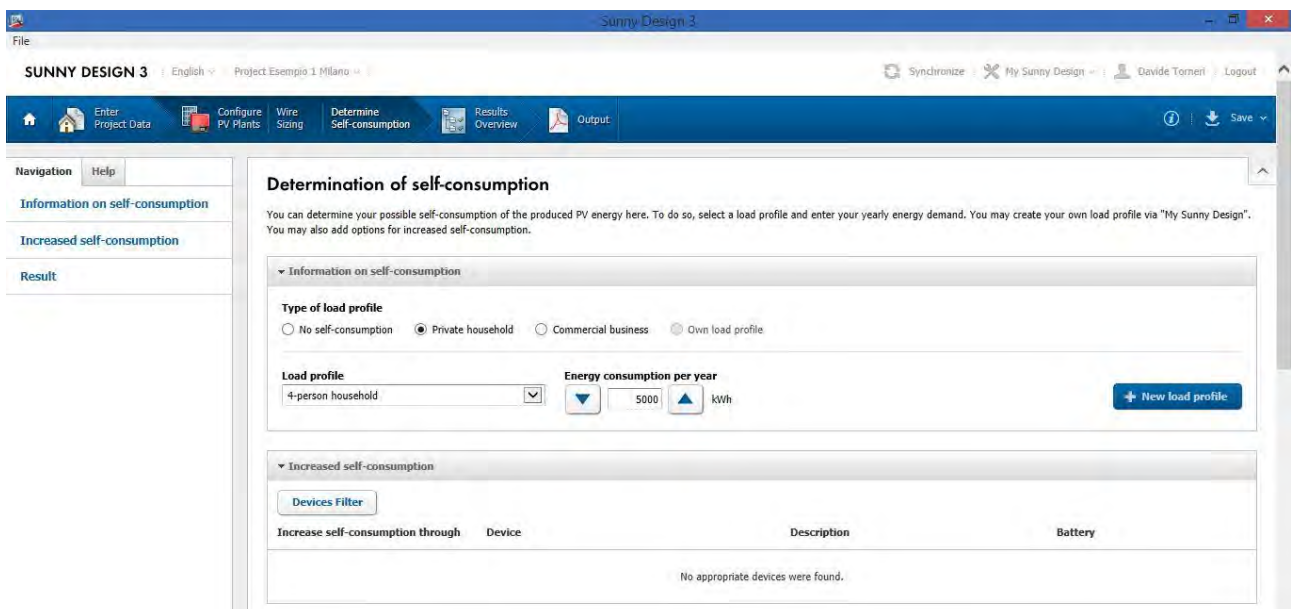 Sunny Design 3
File
SUNNY DESIGN 3 English Project Esempio 1 Milano Synchronize My Sunny Design Davide Torneri Logout
Enter Project Data
Configure PV Plants
Wire Sizing
Determine Self-consumption
Results Overview
Output
Save
Navigation Help
Information on self-consumption
Increased self-consumption
Result
Determination of self-consumption
You can determine your possible self-consumption of the produced PV energy here. To do so, select a load profile and enter your yearly energy demand. You may create your own load profile via "My Sunny Design".
You may also add options for increased self-consumption.
Information on self-consumption
Type of load profile
No self-consumption Private household Commercial business Own load profile
Load profile Energy consumption per year
4-person household 5000 kWh + New load profile
Increased self-consumption
Devices Filter
Increase self-consumption through Device Description Battery
No appropriate devices were found.